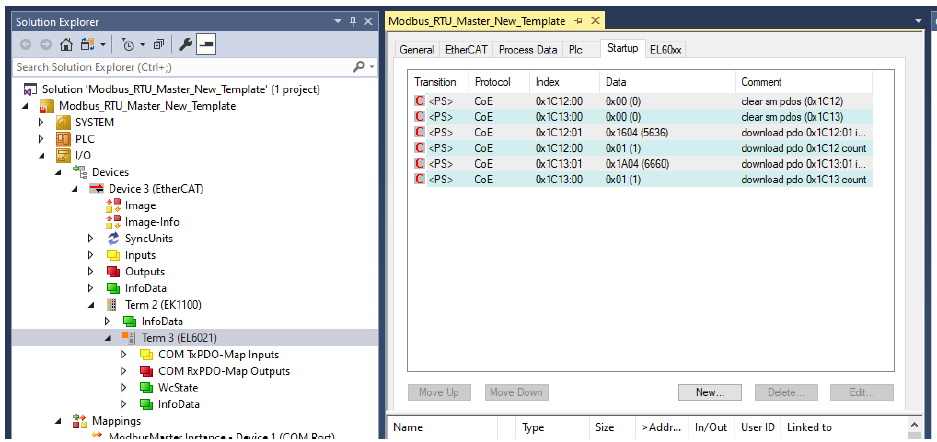 Solution Explorer
Search Solution Explorer (Ctrl+;)
Solution 'Modbus_RTU_Master_New_Template' (1 project)
Modbus_RTU_Master_New_Template
SYSTEM
PLC
I/O
Devices
Device 3 (EtherCAT)
Image
Image-Info
SyncUnits
Inputs
Outputs
InfoData
Term 2 (EK1100)
InfoData
Term 3 (EL6021)
COM TxPDO-Map Inputs
COM RxPDO-Map Outputs
WcState
InfoData
Mappings
ModbusMaster Instance - Device 1 (COM Port)
Modbus_RTU_Master_New_Template
General EtherCAT Process Data Plc Startup EL60xx
Transition Protocol Index Data Comment
C <PS> CoE 0x1C12:00 0x00 (0) clear sm pdos (0x1C12)
C <PS> CoE 0x1C13:00 0x00 (0) clear sm pdos (0x1C13)
C <PS> CoE 0x1C12:01 0x1604 (5636) download pdo 0x1C12:01 i...
C <PS> CoE 0x1C12:00 0x01 (1) download pdo 0x1C12 count
C <PS> CoE 0x1C13:01 0x1A04 (6660) download pdo 0x1C13:01 i...
C <PS> CoE 0x1C13:00 0x01 (1) download pdo 0x1C13 count
Move Up Move Down New... Delete... Edit...
Name Type Size >Addr... In/Out User ID Linked to